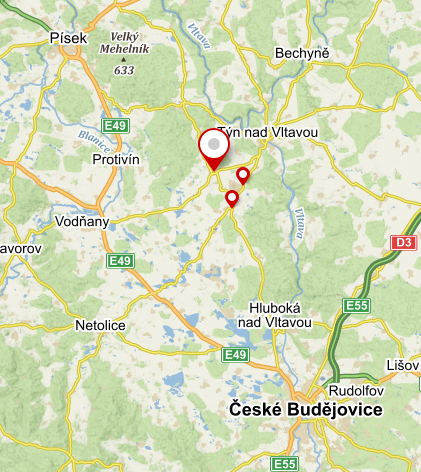 Velký
Mehelník
633
Písek
Vltava
Bechyně
E49
Týn nad Vltavou
Blanice
Protivín
Vodňany
Vltava
avorov
D3
E49
E55
Hluboká
nad Vltavou
Netolice
E49
Lišov
Rudolfov
České Budějovice
E55